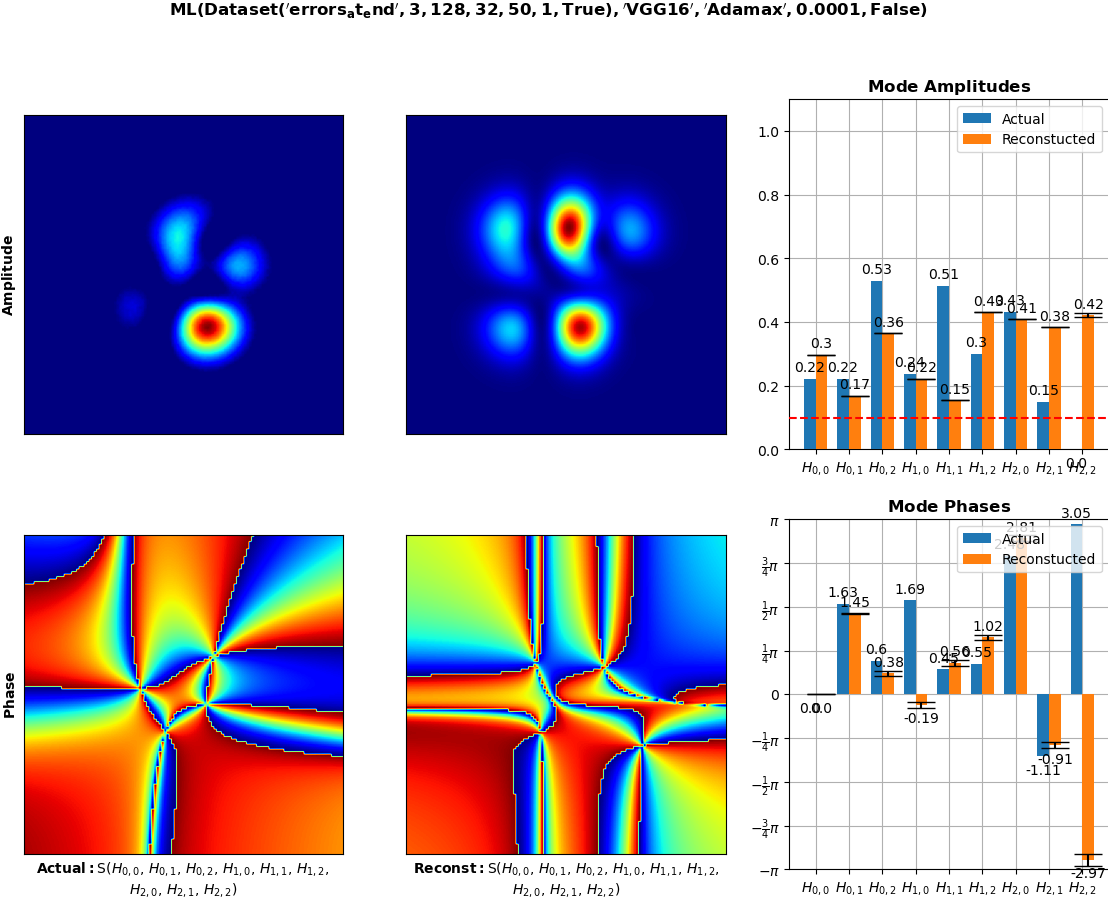 ML(Dataset('errors_at_end', 3, 128, 32, 50, 1, True), 'VGG16', 'Adamax', 0.0001, False)
Amplitude
Mode Amplitudes
Actual
Reconstucted
1.0
0.8
0.6
0.4
0.2
0.0
0.22 0.3 0.22 0.17 0.53 0.36 0.24 0.22 0.51 0.15 0.3 0.43 0.43 0.41 0.15 0.38 0.0 0.42
H0,0 H0,1 H0,2 H1,0 H1,1 H1,2 H2,0 H2,1 H2,2
Phase
Mode Phases
Actual
Reconstucted
π
3/4π
1/2π
1/4π
0
−1/4π
−1/2π
−3/4π
−π
0.0 0.0 1.63 1.45 0.6 0.38 1.69 -0.19 0.45 0.56 0.55 1.02 2.81 -1.11 -0.91 3.05 -2.97
H0,0 H0,1 H0,2 H1,0 H1,1 H1,2 H2,0 H2,1 H2,2
Actual: S(H0,0, H0,1, H0,2, H1,0, H1,1, H1,2,
H2,0, H2,1, H2,2)
Reconst: S(H0,0, H0,1, H0,2, H1,0, H1,1, H1,2,
H2,0, H2,1, H2,2)